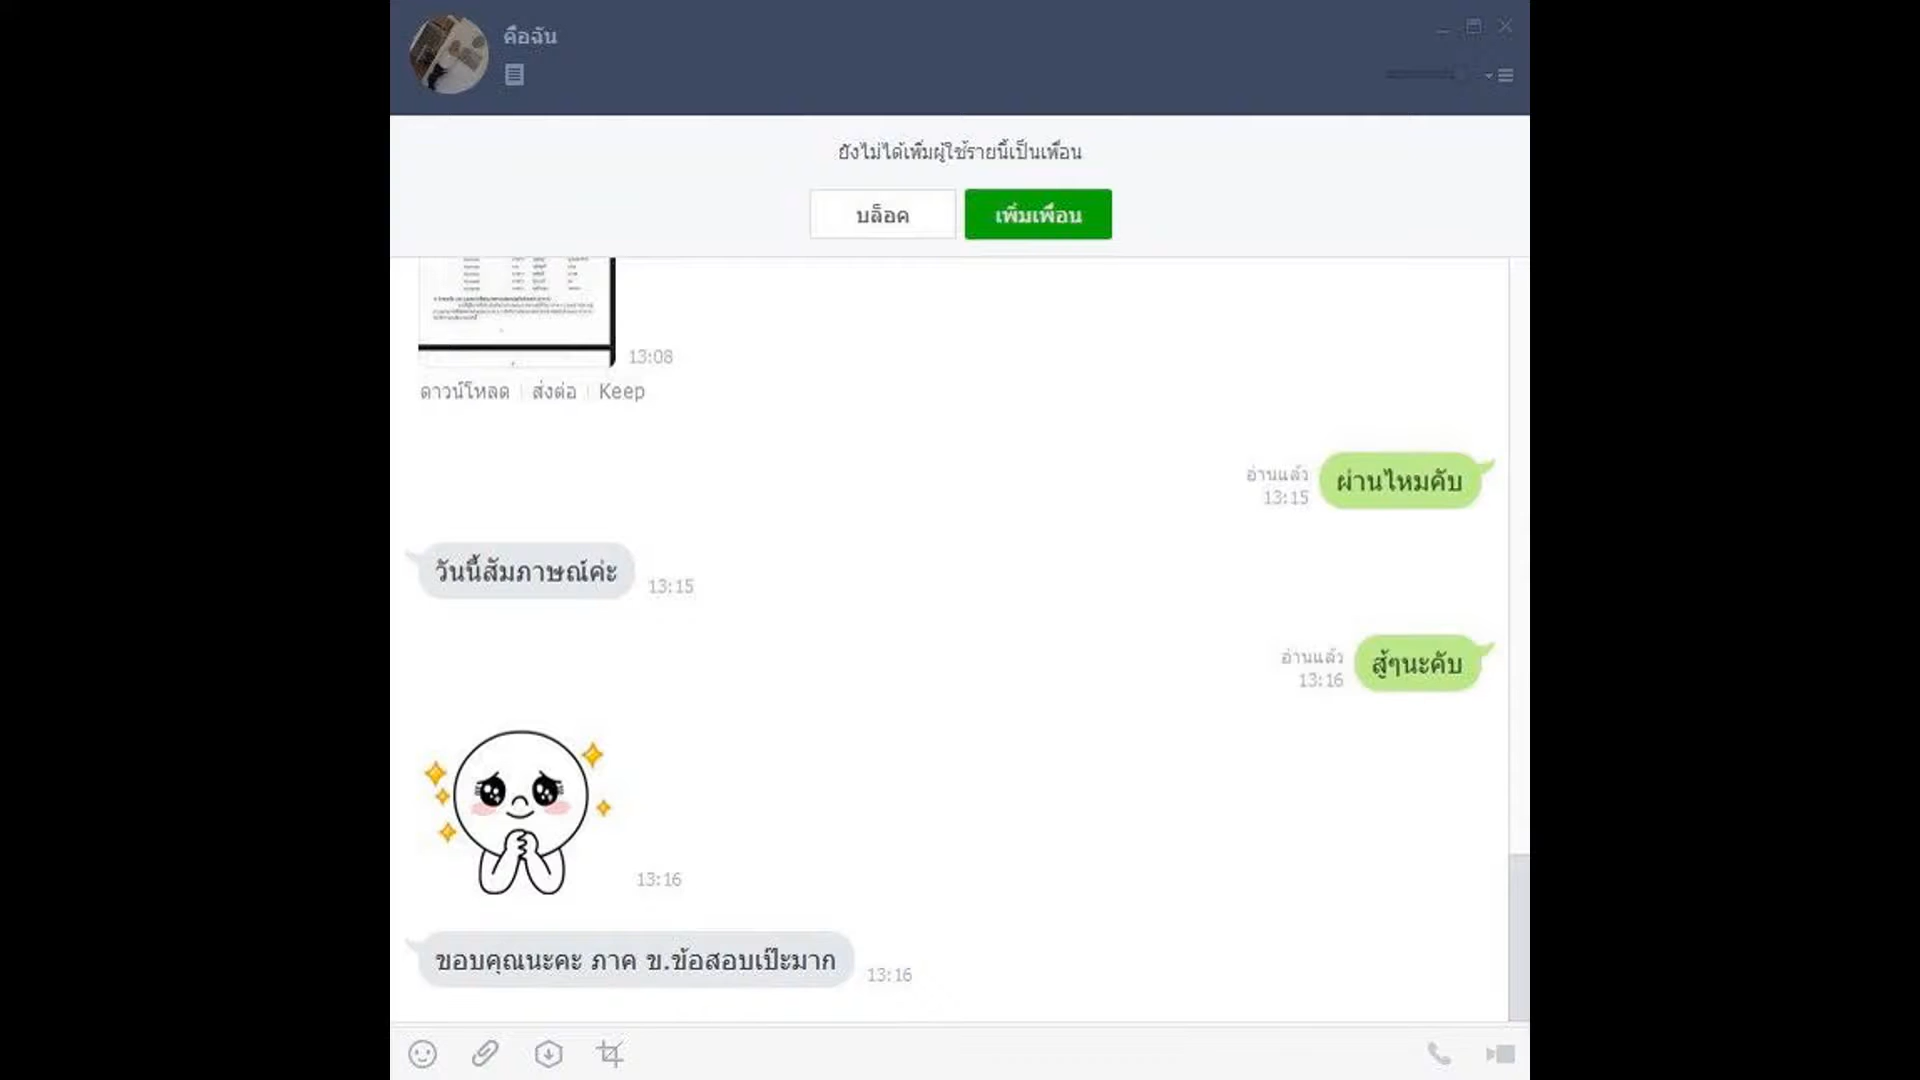 คือฉัน
ยังไม่ได้เพิ่มผู้ใช้รายนี้เป็นเพื่อน
บล็อค
เพิ่มเพื่อน
13:08
ดาวน์โหลด | ส่งต่อ | Keep
อ่านแล้ว
13:15
ผ่านไหมคับ
วันนี้สัมภาษณ์ค่ะ
13:15
อ่านแล้ว
13:16
สู้ๆนะคับ
13:16
ขอบคุณนะคะ ภาค ข.ข้อสอบเป๊ะมาก
13:16